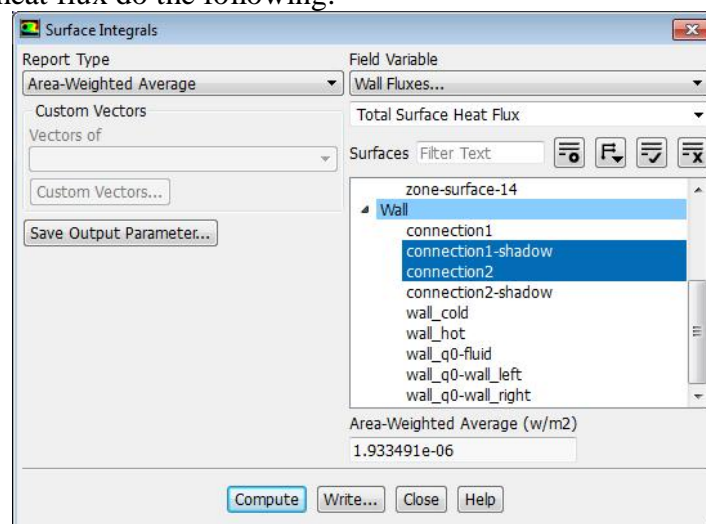 heat flux do the following:
Surface Integrals
Report Type
Area-Weighted Average
Custom Vectors
Vectors of
Custom Vectors...
Save Output Parameter...
Field Variable
Wall Fluxes...
Total Surface Heat Flux
Surfaces Filter Text
zone-surface-14
Wall
connection1
connection1-shadow
connection2
connection2-shadow
wall_cold
wall_hot
wall_q0-fluid
wall_q0-wall_left
wall_q0-wall_right
Area-Weighted Average (w/m2)
1.933491e-06
Compute Write... Close Help